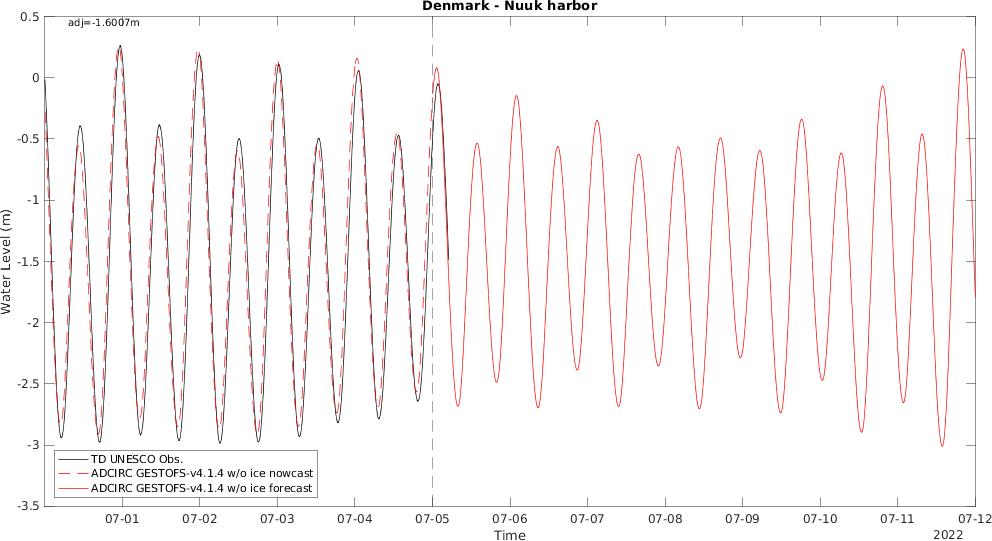 Denmark - Nuuk harbor
adj=-1.6007m
0.5
0
-0.5
-1
-1.5
-2
-2.5
-3
-3.5
Water Level (m)
TD UNESCO Obs.
ADCIRC GESTOFS-v4.1.4 w/o ice nowcast
ADCIRC GESTOFS-v4.1.4 w/o ice forecast
07-01 07-02 07-03 07-04 07-05 07-06 07-07 07-08 07-09 07-10 07-11 07-12
Time
2022